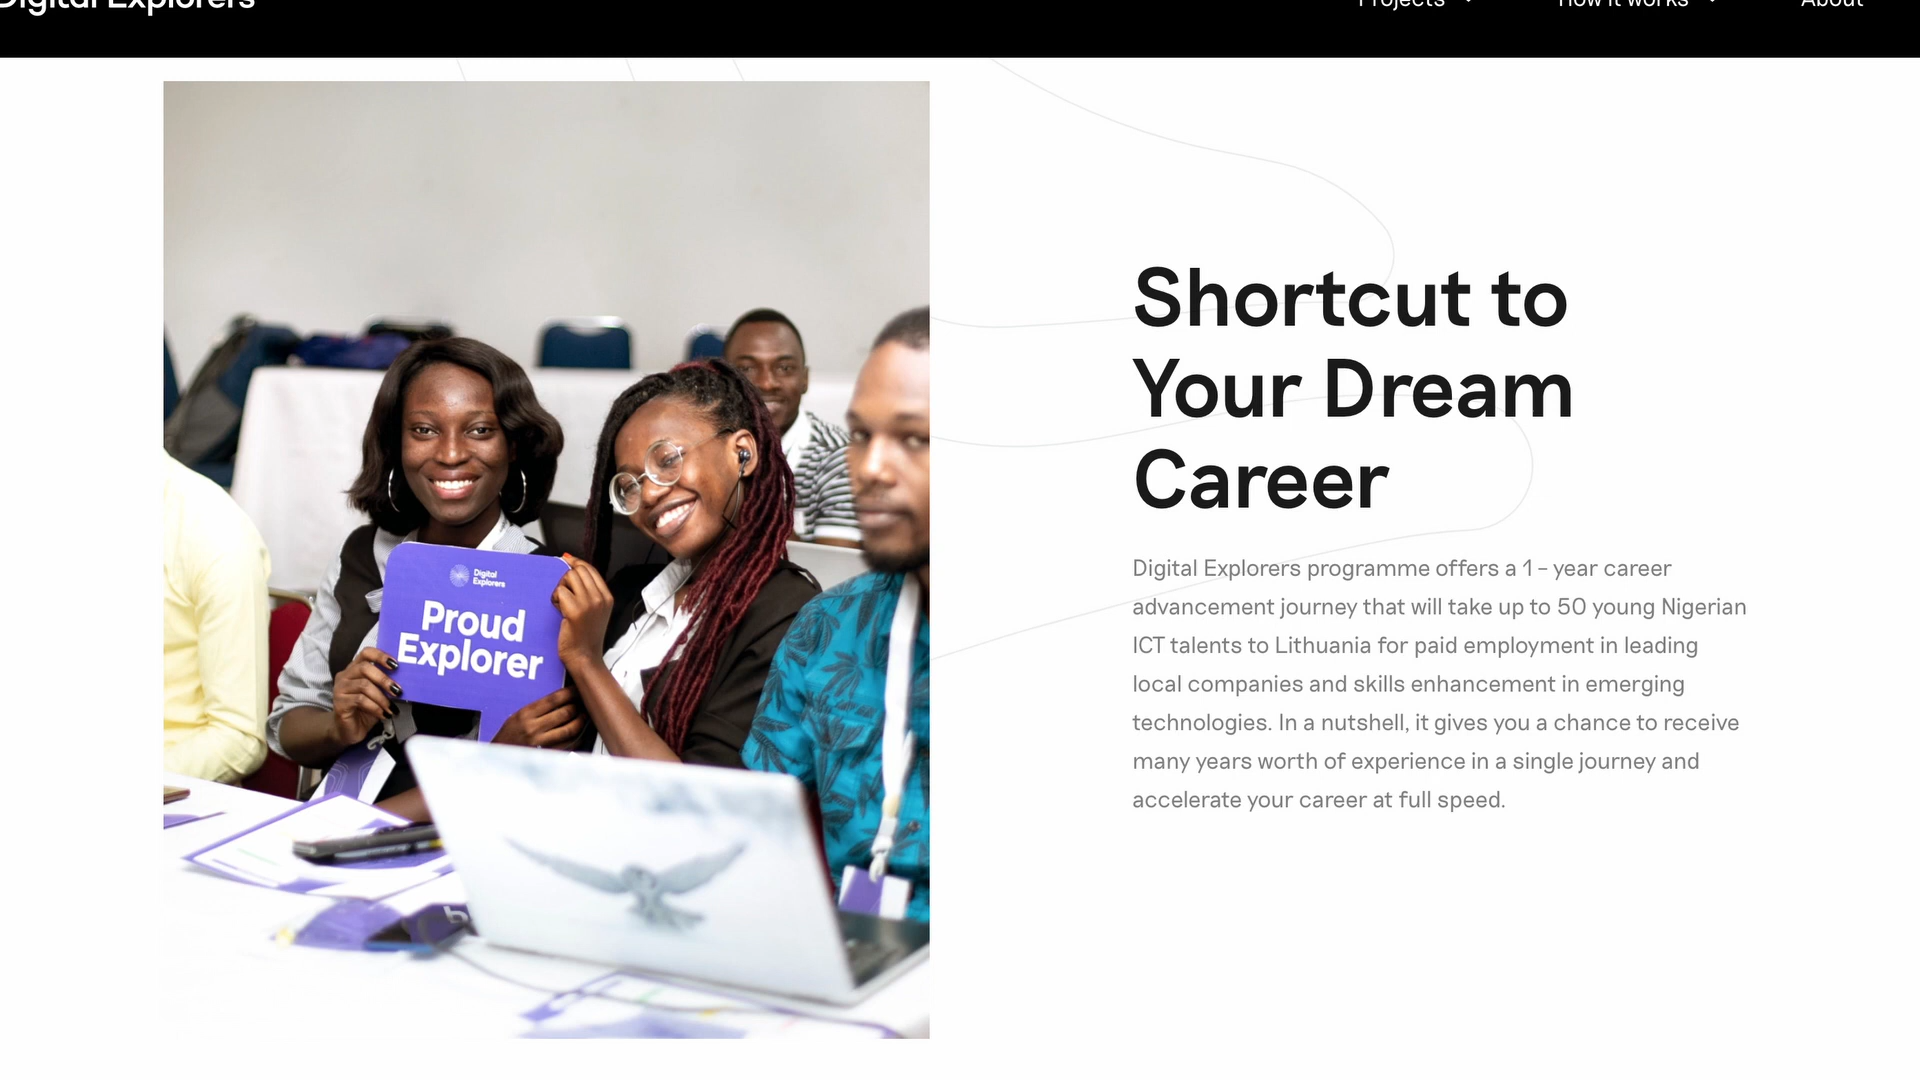 Digital Explorers
Projects
How it works
About
Digital
Explorers
Proud
Explorer
Shortcut to
Your Dream
Career
Digital Explorers programme offers a 1 – year career
advancement journey that will take up to 50 young Nigerian
ICT talents to Lithuania for paid employment in leading
local companies and skills enhancement in emerging
technologies. In a nutshell, it gives you a chance to receive
many years worth of experience in a single journey and
accelerate your career at full speed.